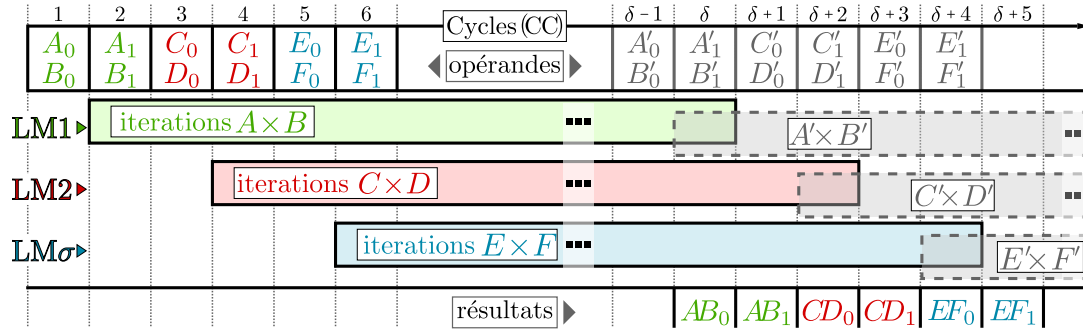 1 2 3 4 5 6 Cycles (CC) δ − 1 δ δ + 1 δ + 2 δ + 3 δ + 4 δ + 5
A₀ A₁ C₀ C₁ E₀ E₁ A′₀ A′₁ C′₀ C′₁ E′₀ E′₁
B₀ B₁ D₀ D₁ F₀ F₁ opérandes B′₀ B′₁ D′₀ D′₁ F′₀ F′₁
LM1 iterations A×B ... A'×B' ..
LM2 iterations C×D ... C'×D' ..
LMσ iterations E×F ... E'×F'
résultats AB₀ AB₁ CD₀ CD₁ EF₀ EF₁